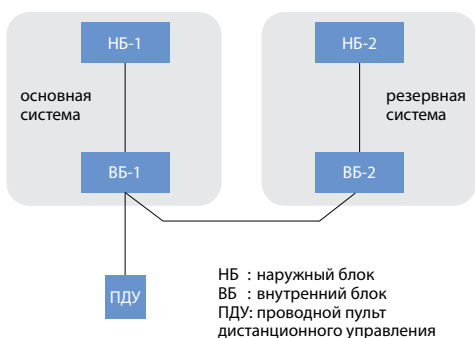 НБ-1
НБ-2
основная
система
резервная
система
ВБ-1
ВБ-2
ПДУ
НБ : наружный блок
ВБ : внутренний блок
ПДУ: проводной пульт
дистанционного управления